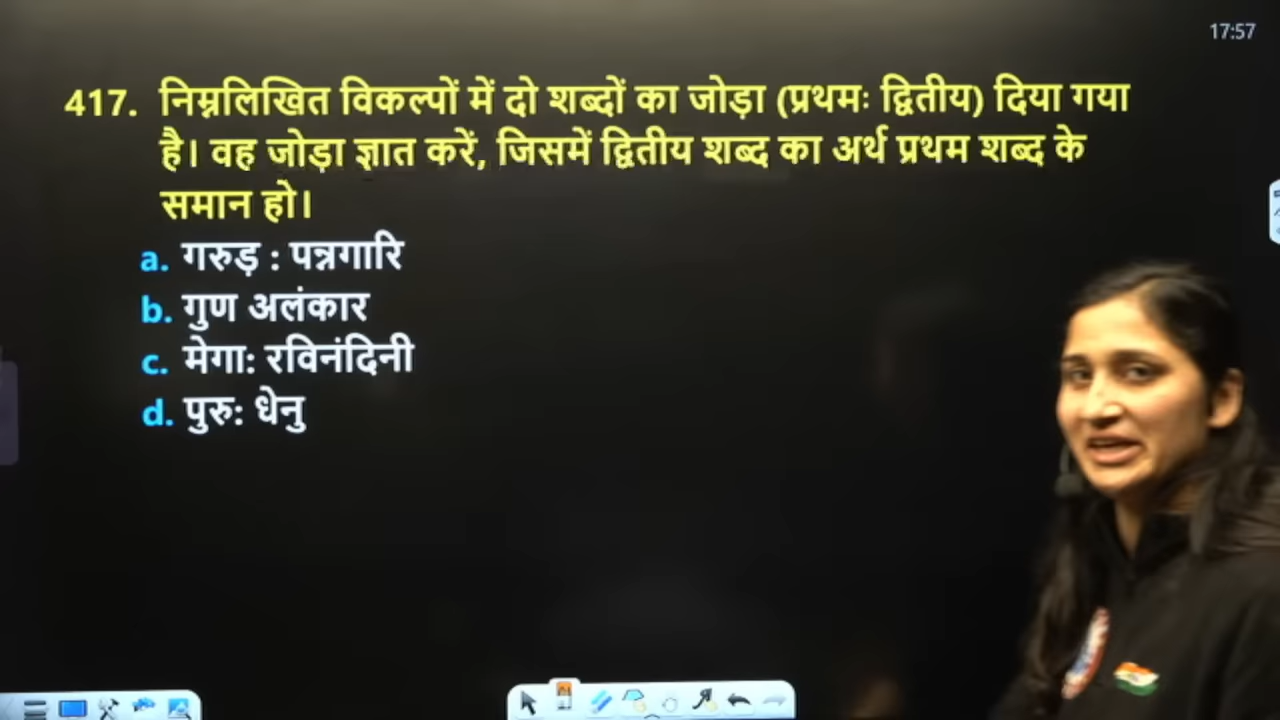 17:57
417. निम्नलिखित विकल्पों में दो शब्दों का जोड़ा (प्रथमः द्वितीय) दिया गया
है। वह जोड़ा ज्ञात करें, जिसमें द्वितीय शब्द का अर्थ प्रथम शब्द के
समान हो।
a. गरुड़ : पन्नगारि
b. गुण अलंकार
c. मेगा: रविनंदिनी
d. पुरु: धेनु